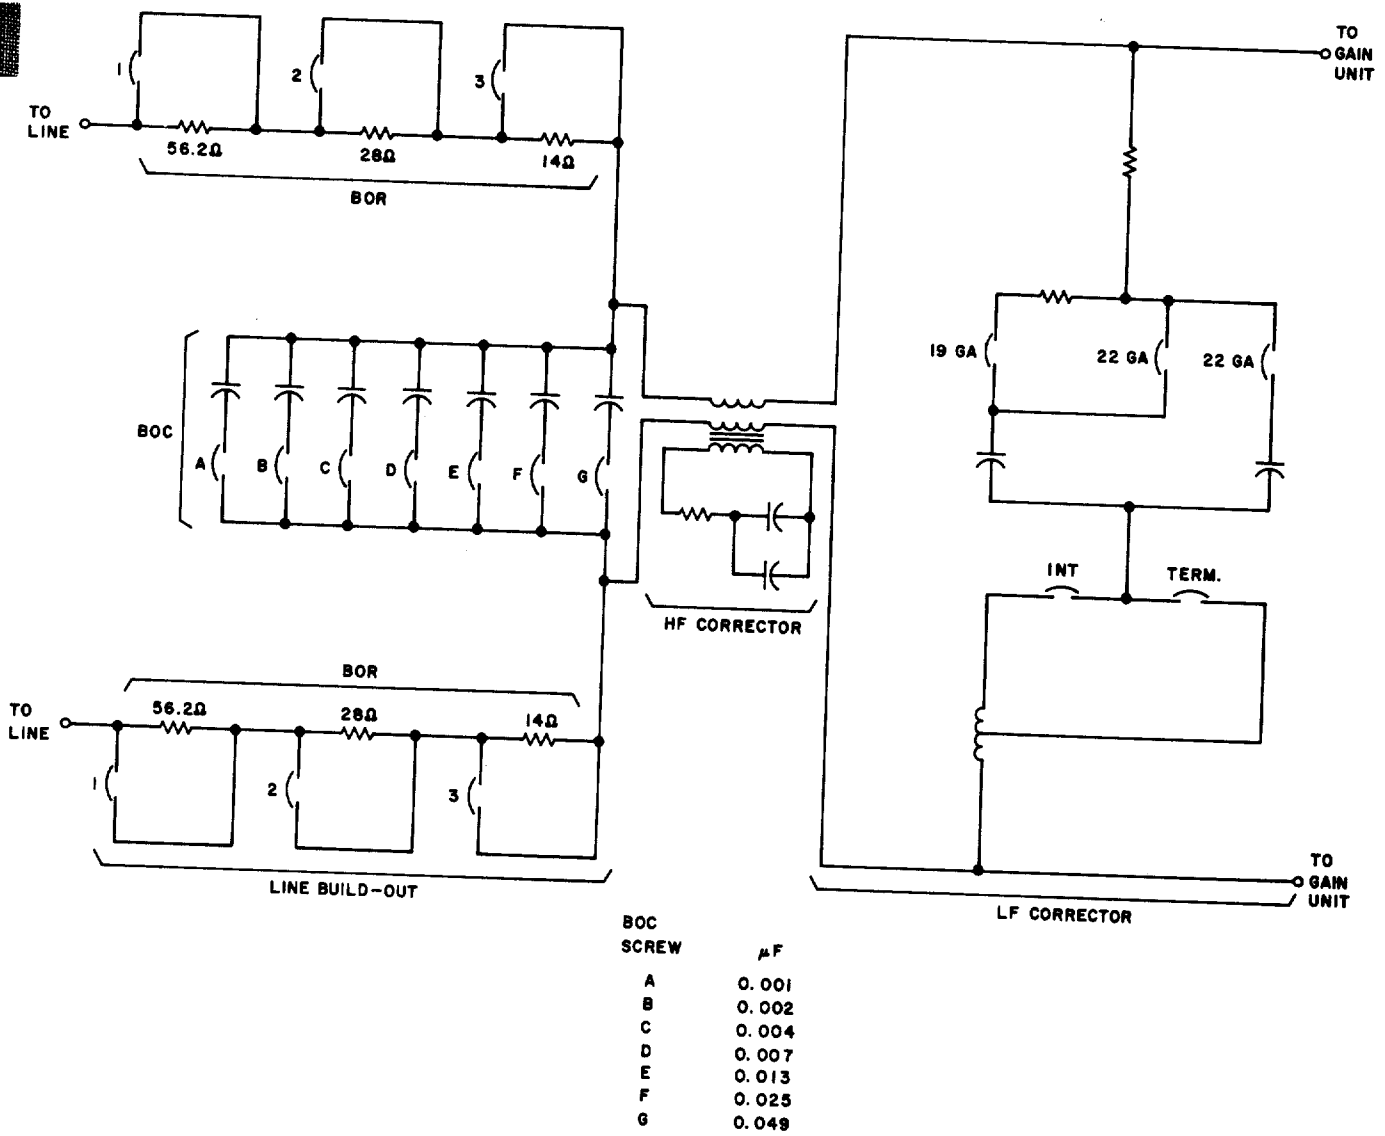 TO
GAIN
UNIT
1
2
3
TO
LINE
56.2Ω
28Ω
14Ω
BOR
19 GA
22 GA
22 GA
BOC
A
B
C
D
E
F
G
INT
TERM.
HF CORRECTOR
BOR
TO
LINE
56.2Ω
28Ω
14Ω
1
2
3
LINE BUILD-OUT
TO
GAIN
UNIT
LF CORRECTOR
BOC
SCREW μF
A 0.001
B 0.002
C 0.004
D 0.007
E 0.013
F 0.025
G 0.049